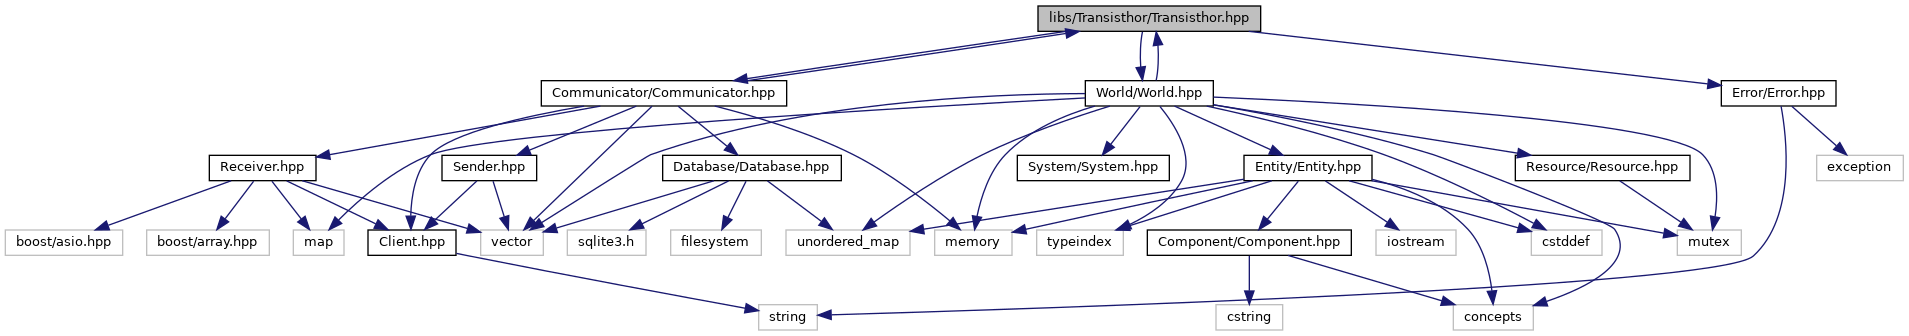 libs/Transisthor/Transisthor.hpp
Communicator/Communicator.hpp
World/World.hpp
Error/Error.hpp
Receiver.hpp
Sender.hpp
Database/Database.hpp
System/System.hpp
Entity/Entity.hpp
Resource/Resource.hpp
exception
boost/asio.hpp
boost/array.hpp
map
Client.hpp
vector
sqlite3.h
filesystem
unordered_map
memory
typeindex
Component/Component.hpp
iostream
cstddef
mutex
string
cstring
concepts